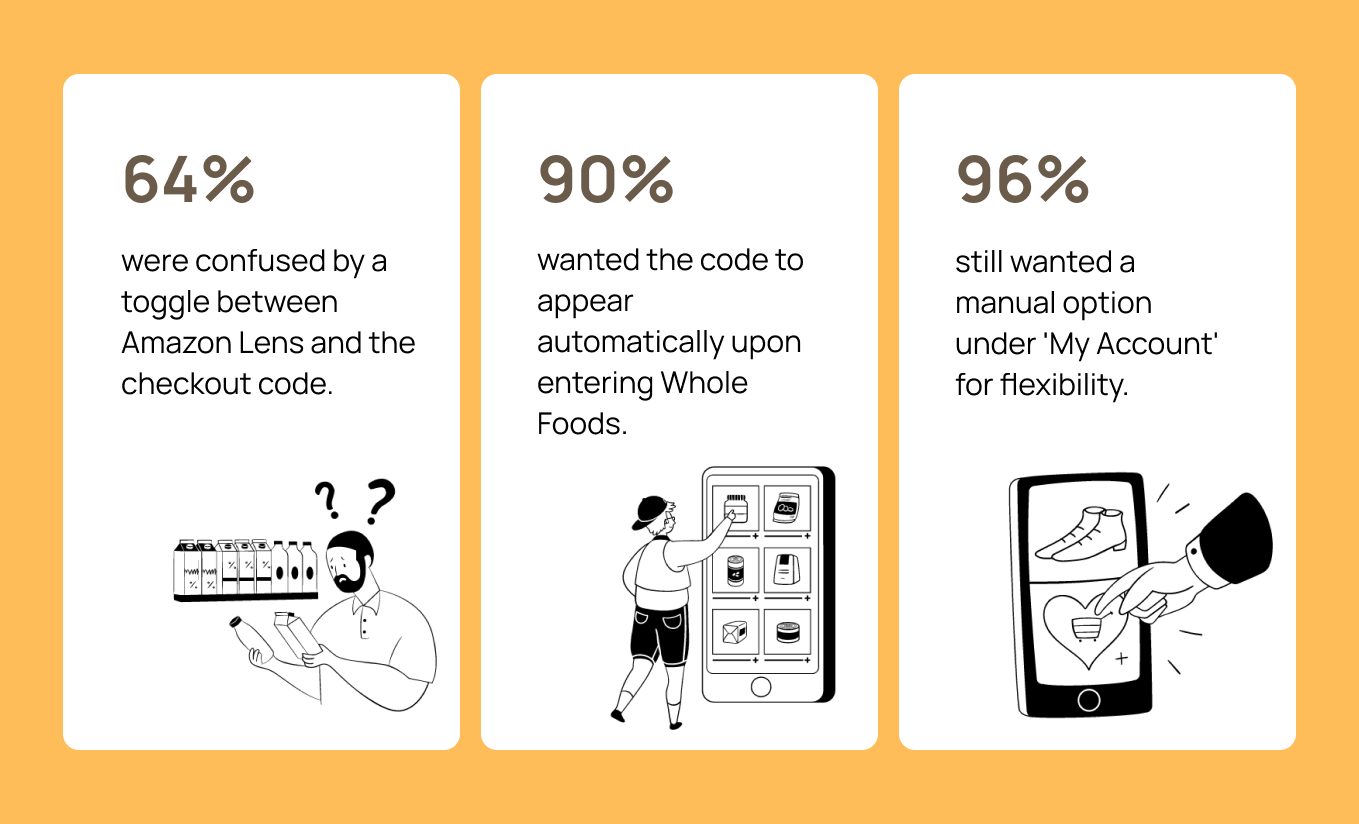 64%
were confused by a
toggle between
Amazon Lens and the
checkout code.
90%
wanted the code to
appear
automatically upon
entering Whole
Foods.
96%
still wanted a
manual option
under 'My Account'
for flexibility.